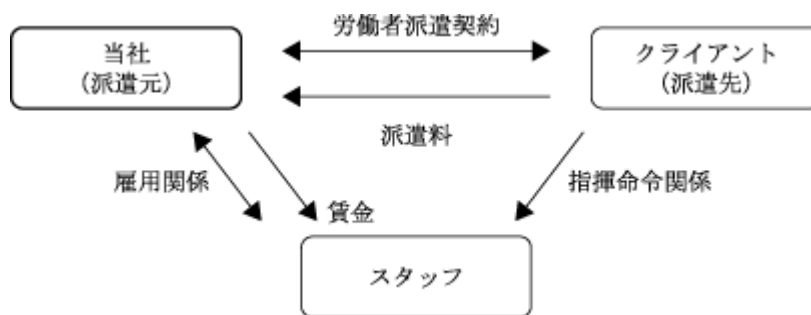 労働者派遣契約
当社
(派遣元)
クライアント
(派遣先)
派遣料
雇用関係
賃金
指揮命令関係
スタッフ